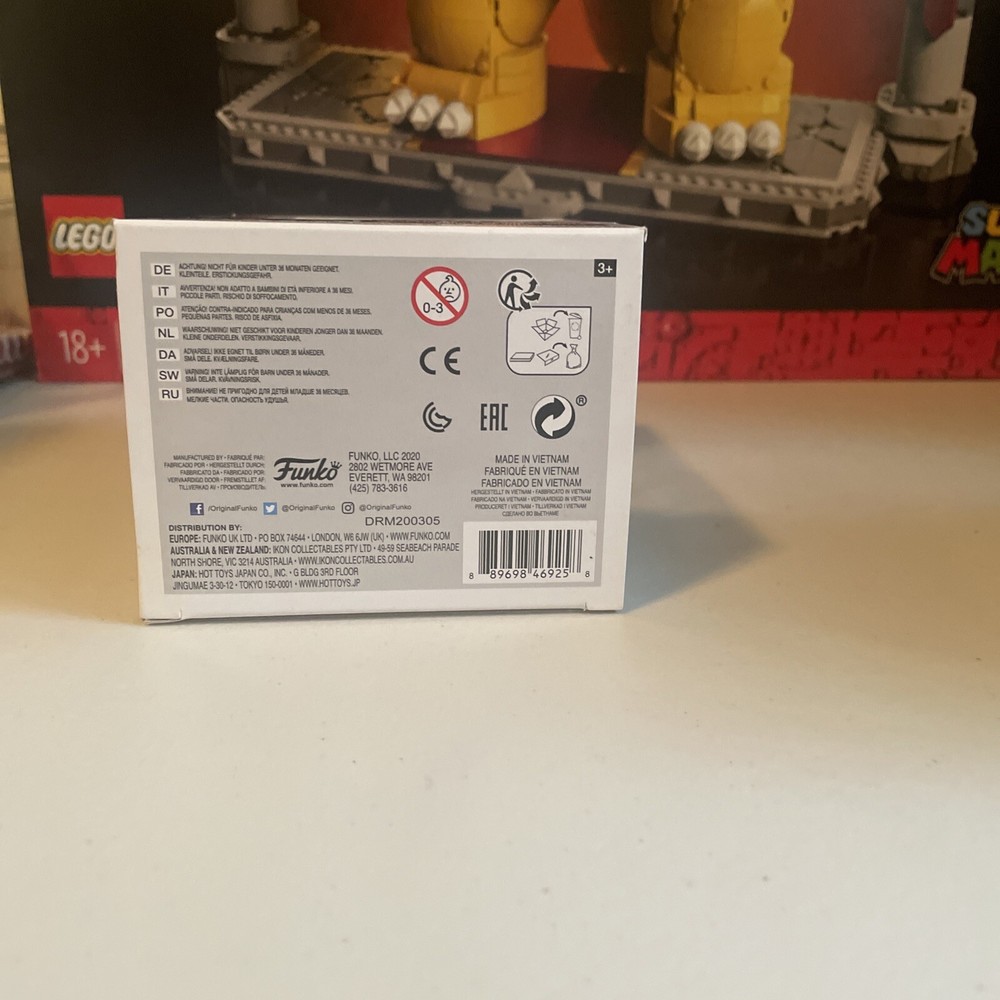 LEGO
18+
SU
MA
DE ACHTUNG! NICHT FÜR KINDER UNTER 36 MONATEN GEEIGNET.
KLEINTEILE. ERSTICKUNGSGEFAHR.
IT AVVERTENZA! NON ADATTO A BAMBINI DI ETÀ INFERIORE A 36 MESI.
PICCOLE PARTI. RISCHIO DI SOFFOCAMENTO.
PO ATENÇÃO! CONTRA-INDICADO PARA CRIANÇAS COM MENOS DE 36 MESES.
PEQUENAS PARTES. RISCO DE ASFIXIA.
NL WAARSCHUWING! NIET GESCHIKT VOOR KINDEREN JONGER DAN 36 MAANDEN.
KLEINE ONDERDELEN. VERSTIKKINGSGEVAAR.
DA ADVARSEL! IKKE EGNET TIL BØRN UNDER 36 MÅNEDER.
SMÅ DELE. KVÆLNINGSFARE.
SW VARNING! INTE LÄMPLIG FÖR BARN UNDER 36 MÅNADER.
SMÅ DELAR. KVÄVNINGSRISK.
RU ВНИМАНИЕ! НЕ ПРИГОДНО ДЛЯ ДЕТЕЙ МЛАДШЕ 36 МЕСЯЦЕВ.
МЕЛКИЕ ЧАСТИ. ОПАСНОСТЬ УДУШЬЯ.
0-3
3+
CE
EAC
®
MANUFACTURED BY • FABRIQUÉ PAR:
FABRICADO POR • HERGESTELLT DURCH:
FABBRICATO DA • FABRICADO POR:
VERVAARDIGD DOOR • FREMSTILLET AF:
TILLVERKAD AV • ПРОИЗВОДИТЕЛЬ:
Funko
www.funko.com
FUNKO, LLC 2020
2802 WETMORE AVE
EVERETT, WA 98201
(425) 783-3616
/OriginalFunko @OriginalFunko @OriginalFunko
DRM200305
MADE IN VIETNAM
FABRIQUÉ EN VIETNAM
FABRICADO EN VIETNAM
HERGESTELLT IN VIETNAM • FABBRICATO IN VIETNAM
FABRICADO NA VIETNAM • VERVAARDIGD IN VIETNAM
PRODUCERET I VIETNAM • TILLVERKAD I VIETNAM
СДЕЛАНО ВО ВЬЕТНАМЕ
DISTRIBUTION BY:
EUROPE: FUNKO UK LTD • PO BOX 74644 • LONDON, W6 6JW (UK) • WWW.FUNKO.COM
AUSTRALIA & NEW ZEALAND: IKON COLLECTABLES PTY LTD • 49-59 SEABEACH PARADE
NORTH SHORE, VIC 3214 AUSTRALIA • WWW.IKONCOLLECTABLES.COM.AU
JAPAN: HOT TOYS JAPAN CO., INC. • G BLDG 3RD FLOOR
JINGUMAE 3-30-12 • TOKYO 150-0001 • WWW.HOTTOYS.JP
8 89698 46925 8